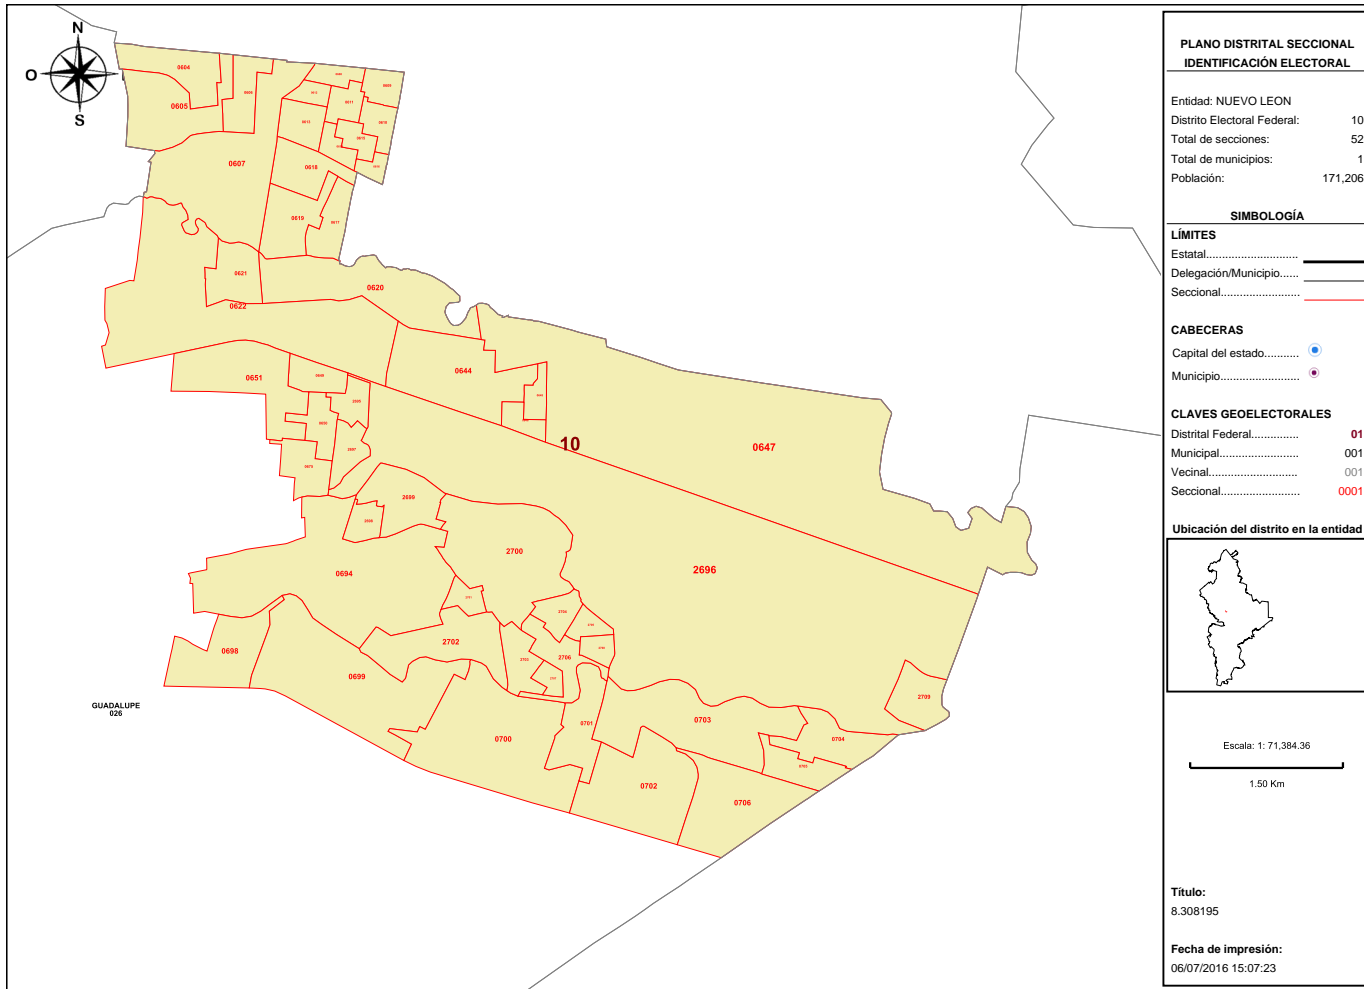 N
O
S
0604
0605
0607
0618
0619
0617
0621
0620
0622
0644
0651
10
0647
2699
2700
2696
0694
2702
2706
0698
0699
2709
0703
0701
0704
0700
0702
0706
GUADALUPE
026
PLANO DISTRITAL SECCIONAL
IDENTIFICACIÓN ELECTORAL
Entidad: NUEVO LEON
Distrito Electoral Federal: 10
Total de secciones: 52
Total de municipios: 1
Población: 171,206
SIMBOLOGÍA
LÍMITES
Estatal............................
Delegación/Municipio......
Seccional.........................
CABECERAS
Capital del estado...........
Municipio.........................
CLAVES GEOELECTORALES
Distrital Federal............... 01
Municipal......................... 001
Vecinal............................ 001
Seccional......................... 0001
Ubicación del distrito en la entidad
Escala: 1: 71,384.36
1.50 Km
Título:
8.308195
Fecha de impresión:
06/07/2016 15:07:23